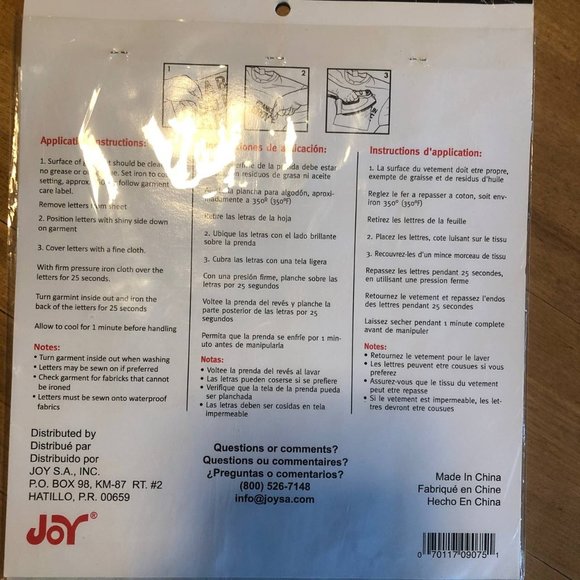 1
2
3
Application Instructions:
1. Surface of should be clean
no grease or Set iron to
setting, follow garment
care label.
Remove letters from sheet
2. Position letters with shiny side down
on garment
3. Cover letters with a fine cloth.
With firm pressure iron cloth over the
letters for 25 seconds.
Turn garmint inside out and iron the
back of the letters for 25 seconds
Allow to cool for 1 minute before handling
Notes:
• Turn garment inside out when washing
• Letters may be sewn on if preferred
• Check garment for fabricks that cannot
be ironed
• Letters must be sewn onto waterproof
fabrics
de aplicación:
de la prenda debe estar
residuos de grasa ni aceite
la plancha para algodón, aproxi-
madamente a 350º (350ºF)
Retire las letras de la hoja
2. Ubique las letras con el lado brillante
sobre la prenda
3. Cubra las letras con una tela ligera
Con una presión firme, planche sobre las
letras por 25 segundos
Voltee la prenda del revés y planche la
parte posterior de las letras por 25
segundos
Permita que la prenda se enfríe por 1 min-
uto antes de manipularla
Notas:
• Voltee la prenda del revés al lavar
• Las letras pueden coserse si se prefiere
• Verifique que la tela de la prenda pueda
ser planchada
• Las letras deben ser cosidas en tela
impermeable
Instructions d'application:
1. La surface du vetement doit etre propre,
exempte de graisse et de residus d'huile
Reglez le fer a repasser a coton, soit env-
iron 350º (350ºF)
Retirez les lettres de la feuille
2. Placez les lettres, cote luisant sur le tissu
3. Recouvrez-les d'un mince morceau de tissu
Repassez les lettres pendant 25 secondes,
en utilisant une pression ferme
Retournez le vetement et repassez l'endos
des lettres pendant 25 secondes
Laissez secher pendant 1 minute complete
avant de manipuler
Notes:
• Retournez le vetement pour le laver
• Les lettres peuvent etre cousues si vous
preferez
• Assurez-vous que le tissu du vetement
peut etre repasse
• Si le vetement est impermeable, les let-
tres devront etre cousues
Distributed by
Distribué par
Distribuido por
JOY S.A., INC.
P.O. BOX 98, KM-87 RT. #2
HATILLO, P.R. 00659
JOY®
Questions or comments?
Questions ou commentaires?
¿Preguntas o comentarios?
(800) 526-7148
info@joysa.com
Made In China
Fabriqué en Chine
Hecho En China
0 70117 09075 1